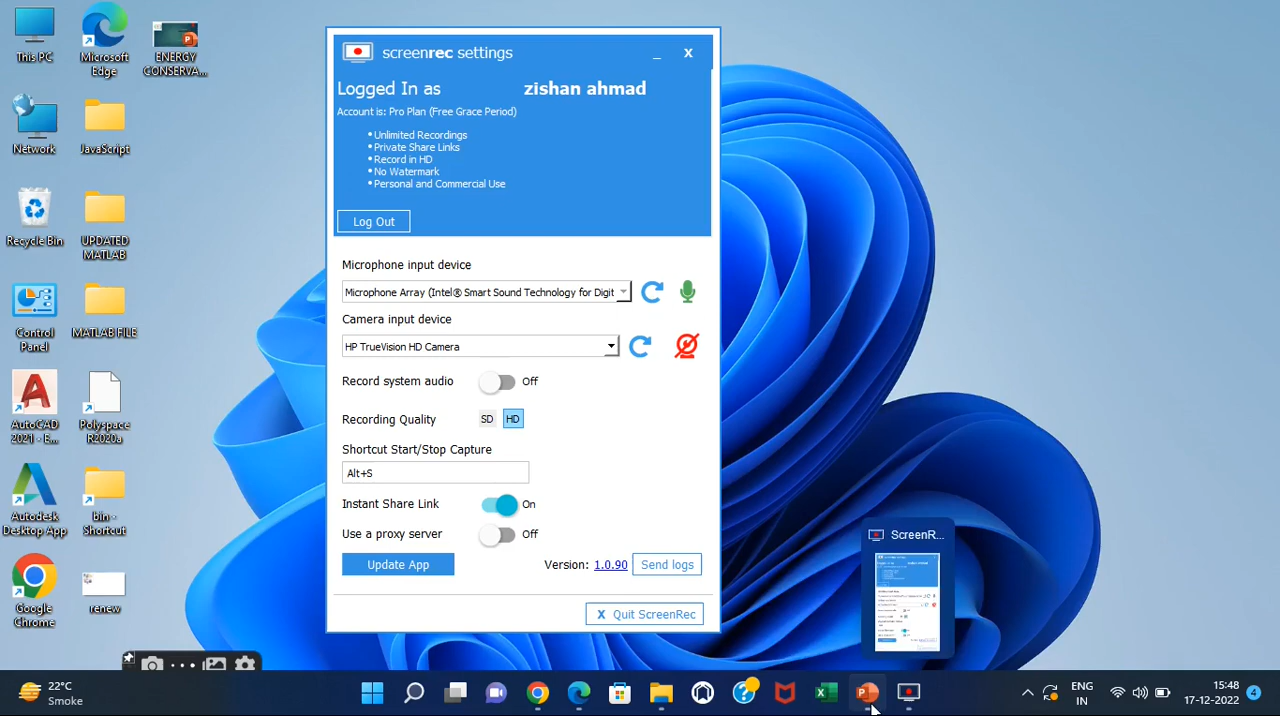 This PC
Microsoft
Edge
ENERGY
CONSERVA...
Network
JavaScript
Recycle Bin
UPDATED
MATLAB
Control
Panel
MATLAB FILE
AutoCAD
2021 - E...
Polyspace
R2020a
Autodesk
Desktop App
bin -
Shortcut
Google
Chrome
renew
screenrec settings
_ X
Logged In as zishan ahmad
Account is: Pro Plan (Free Grace Period)
• Unlimited Recordings
• Private Share Links
• Record in HD
• No Watermark
• Personal and Commercial Use
Log Out
Microphone input device
Microphone Array (Intel® Smart Sound Technology for Digit
Camera input device
HP TrueVision HD Camera
Record system audio Off
Recording Quality SD HD
Shortcut Start/Stop Capture
Alt+S
Instant Share Link On
Use a proxy server Off
Update App Version: 1.0.90 Send logs
X Quit ScreenRec
ScreenR...
22°C
Smoke
ENG
IN
15:48
17-12-2022
4